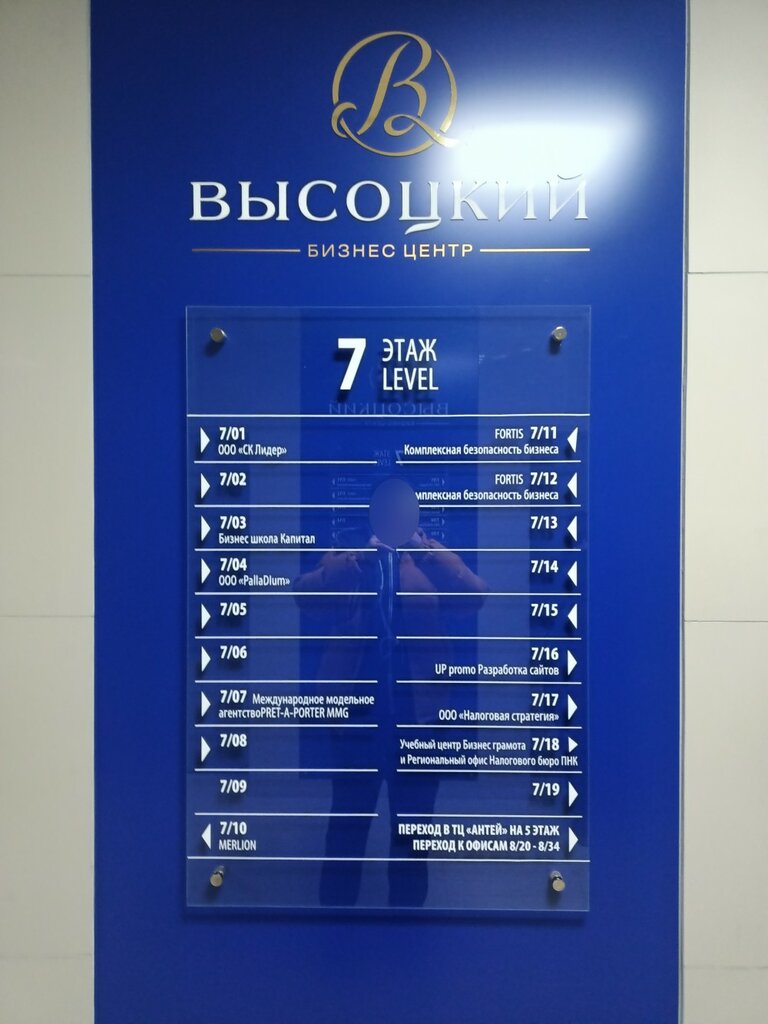 В
ВЫСОЦКИЙ
БИЗНЕС ЦЕНТР
7 ЭТАЖ
LEVEL
7/01
ООО «СК Лидер»
7/02
7/03
Бизнес школа Капитал
7/04
ООО «PallaDIum»
7/05
7/06
7/07 Международное модельное
агентствоPRET-A-PORTER MMG
7/08
7/09
7/10
MERLION
FORTIS 7/11
Комплексная безопасность бизнеса
FORTIS 7/12
мплексная безопасность бизнеса
7/13
7/14
7/15
7/16
UP promo Разработка сайтов
7/17
ООО «Налоговая стратегия»
Учебный центр Бизнес грамота 7/18
и Региональный офис Налогового бюро ПНК
7/19
ПЕРЕХОД В ТЦ «АНТЕЙ» НА 5 ЭТАЖ
ПЕРЕХОД К ОФИСАМ 8/20 - 8/34